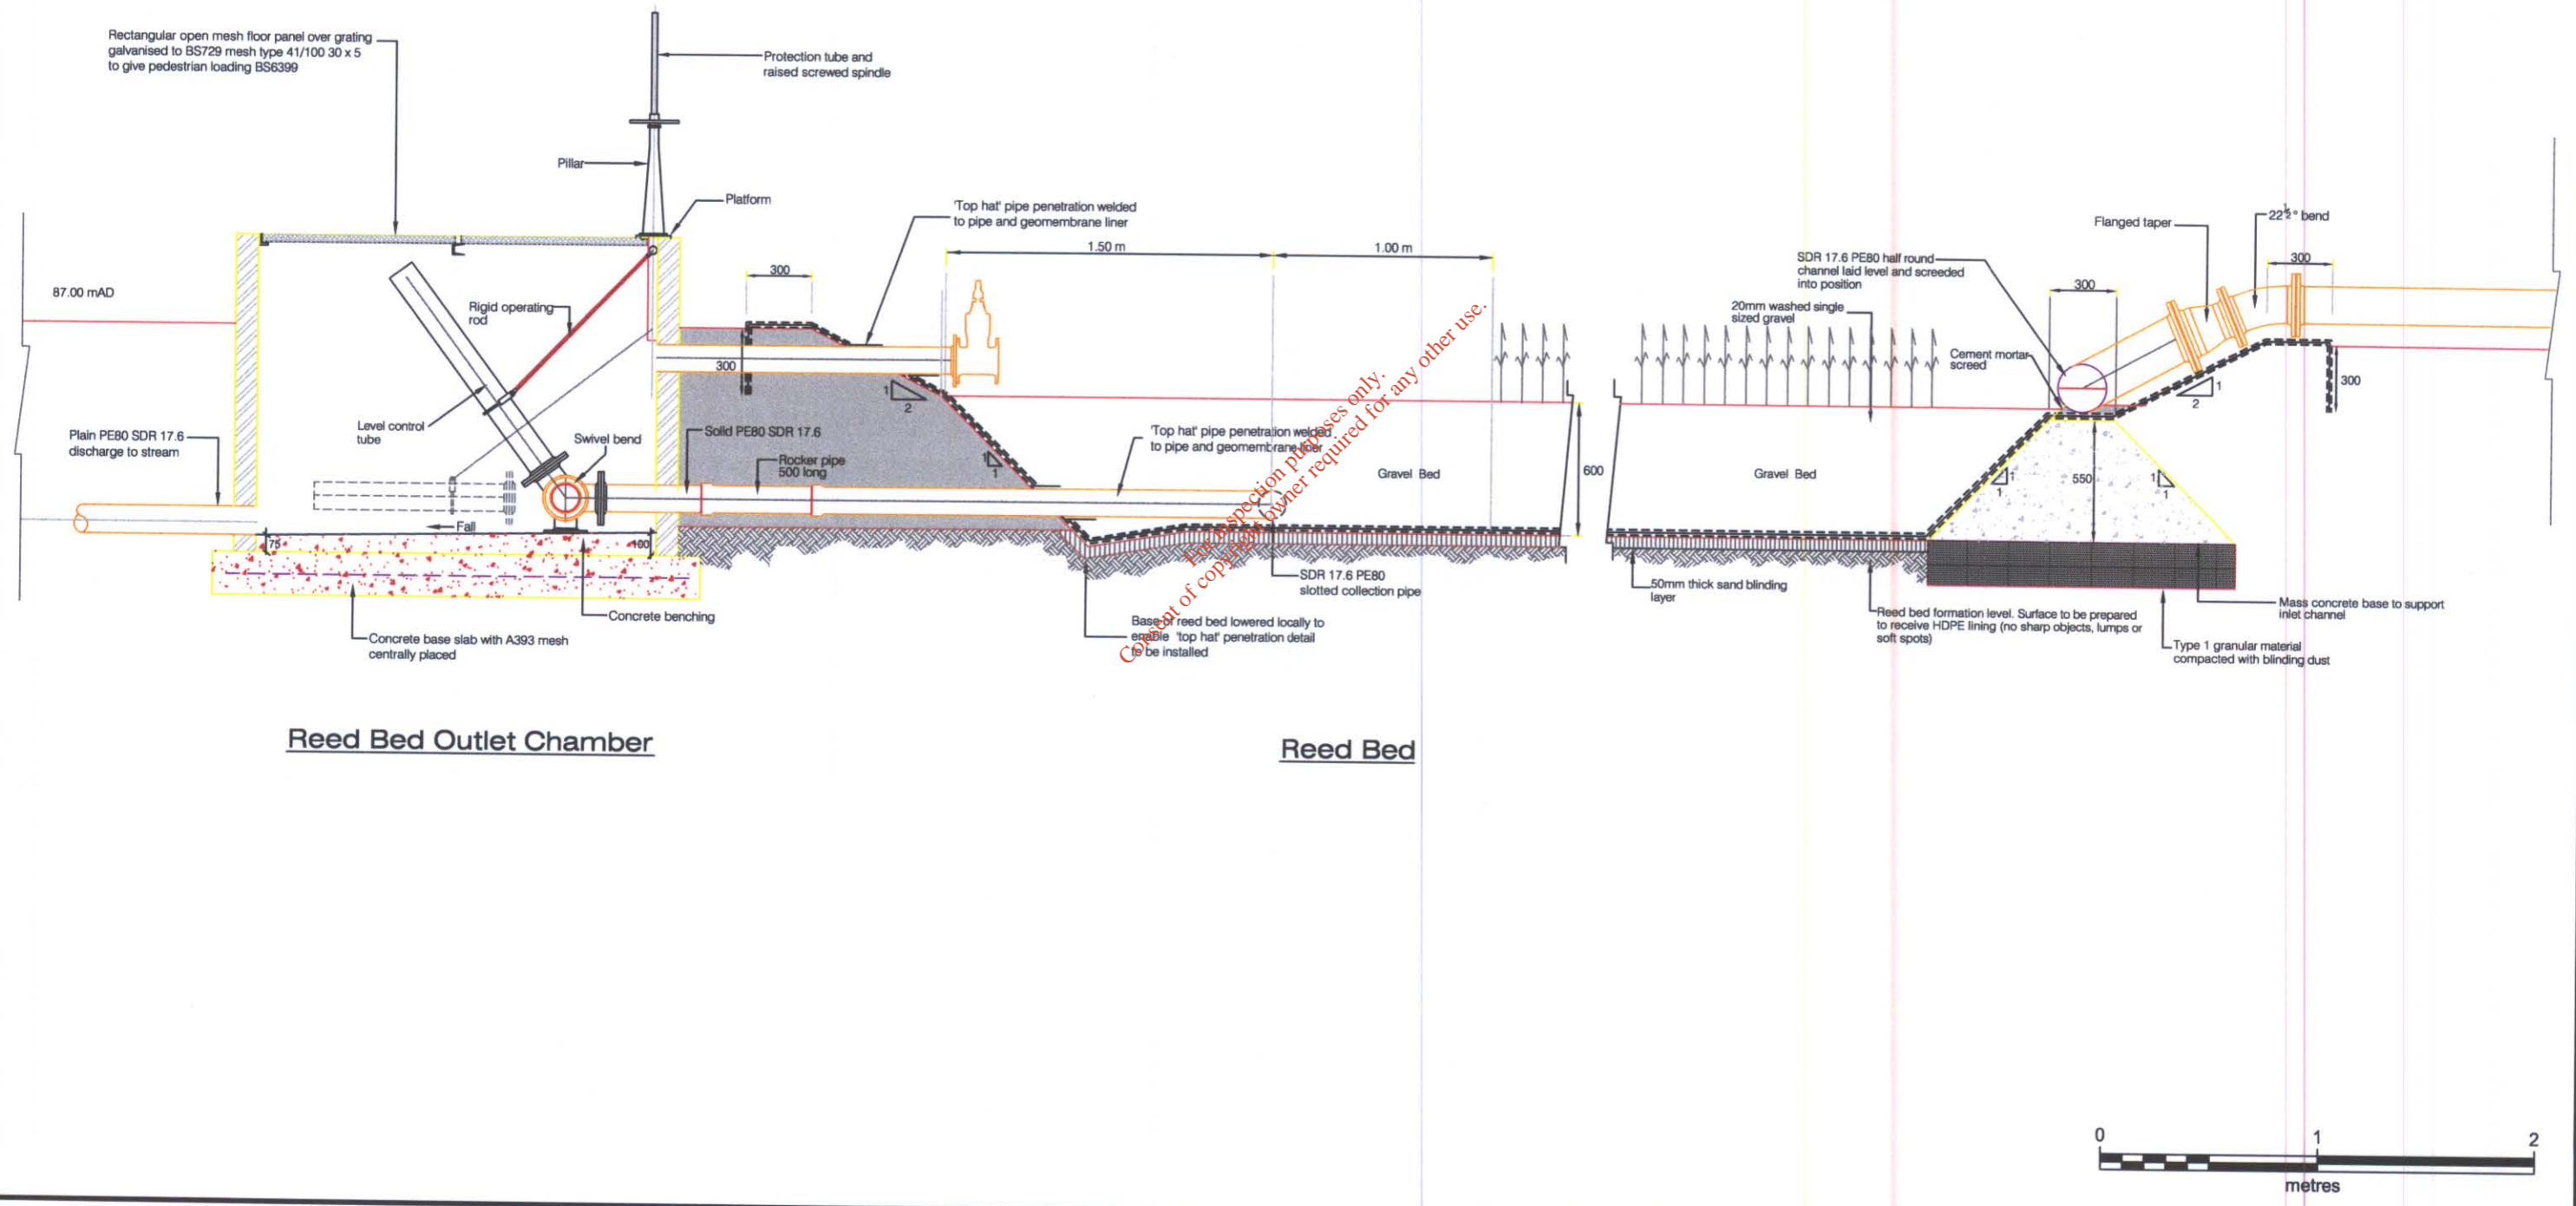 Rectangular open mesh floor panel over grating
galvanised to BS729 mesh type 41/100 30 x 5
to give pedestrian loading BS6399
Protection tube and
raised screwed spindle
Pillar
Platform
'Top hat' pipe penetration welded
to pipe and geomembrane liner
1.50 m
1.00 m
300
87.00 mAD
Rigid operating
rod
300
1
2
Level control
tube
Swivel bend
Plain PE80 SDR 17.6
discharge to stream
Solid PE80 SDR 17.6
Rocker pipe
500 long
1
1
'Top hat' pipe penetration welded
to pipe and geomembrane liner
Gravel Bed
600
Fall
75
100
Concrete benching
Concrete base slab with A393 mesh
centrally placed
SDR 17.6 PE80
slotted collection pipe
Base of reed bed lowered locally to
enable 'top hat' penetration detail
to be installed
For inspection purposes only.
Consent of copyright owner required for any other use.
Flanged taper
22½° bend
SDR 17.6 PE80 half round
channel laid level and screeded
into position
300
300
20mm washed single
sized gravel
Cement mortar
screed
1
2
300
Gravel Bed
1
1
550
1
1
50mm thick sand blinding
layer
Reed bed formation level. Surface to be prepared
to receive HDPE lining (no sharp objects, lumps or
soft spots)
Mass concrete base to support
inlet channel
Type 1 granular material
compacted with blinding dust
Reed Bed Outlet Chamber
Reed Bed
0
1
2
metres